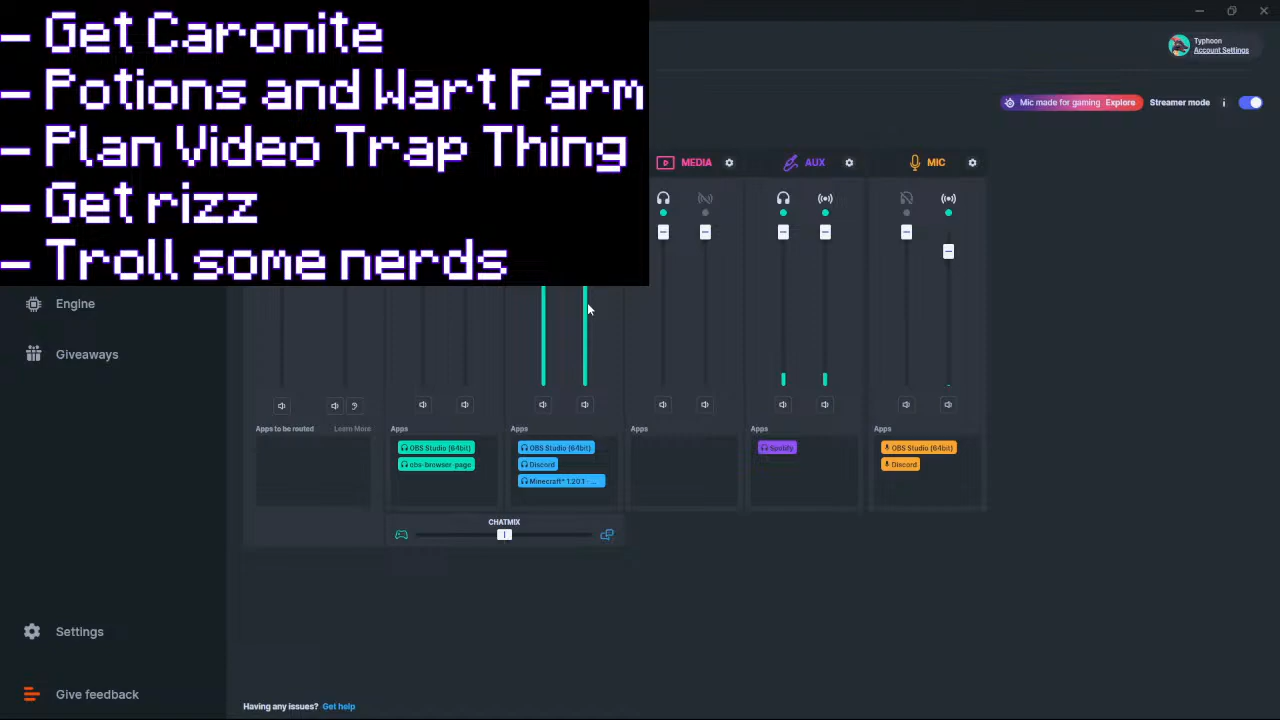 - Get Caronite
- Potions and Wart Farm
- Plan Video Trap Thing
- Get rizz
- Troll some nerds
Typhoon
Account Settings
Mic made for gaming Explore
Streamer mode
MEDIA
AUX
MIC
Engine
Giveaways
Apps to be routed
Learn More
Apps
OBS Studio (64bit)
obs-browser-page
Apps
OBS Studio (64bit)
Discord
Minecraft* 1.20.1 - ...
Apps
Apps
Spotify
Apps
OBS Studio (64bit)
Discord
CHATMIX
Settings
Give feedback
Having any issues? Get help